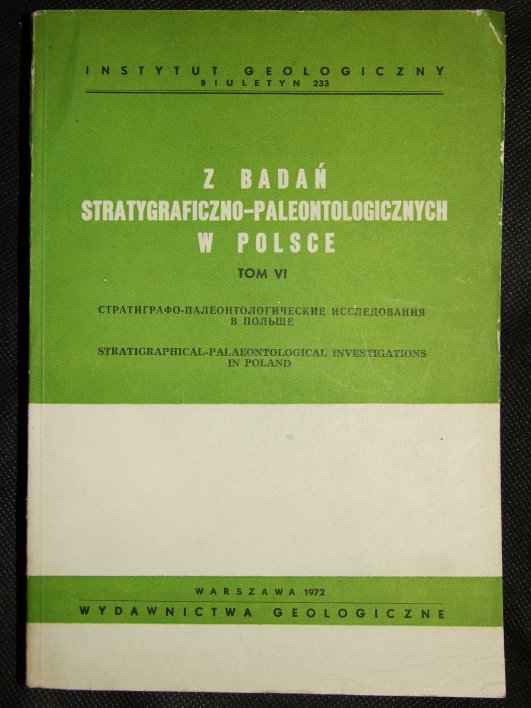 INSTYTUT GEOLOGICZNY
BIULETYN 233
Z BADAŃ
STRATYGRAFICZNO-PALEONTOLOGICZNYCH
W POLSCE
TOM VI
СТРАТИГРАФО-ПАЛЕОНТОЛОГИЧЕСКИЕ ИССЛЕДОВАНИЯ
В ПОЛЬШЕ
STRATIGRAPHICAL-PALAEONTOLOGICAL INVESTIGATIONS
IN POLAND
WARSZAWA 1972
WYDAWNICTWA GEOLOGICZNE